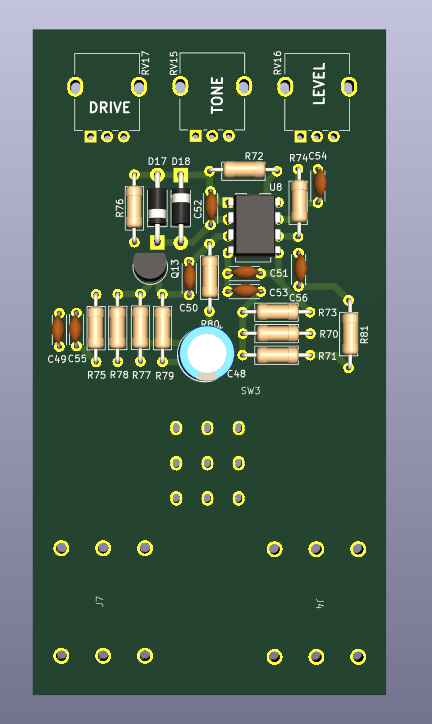 RV17
RV15
RV16
DRIVE
TONE
LEVEL
D17
D18
R72
R74
C54
U8
R76
C52
Q13
C51
C50
C53
C56
R80
R73
R70
R71
R81
C49
C55
R75
R78
R77
R79
C48
SW3
J7
J4